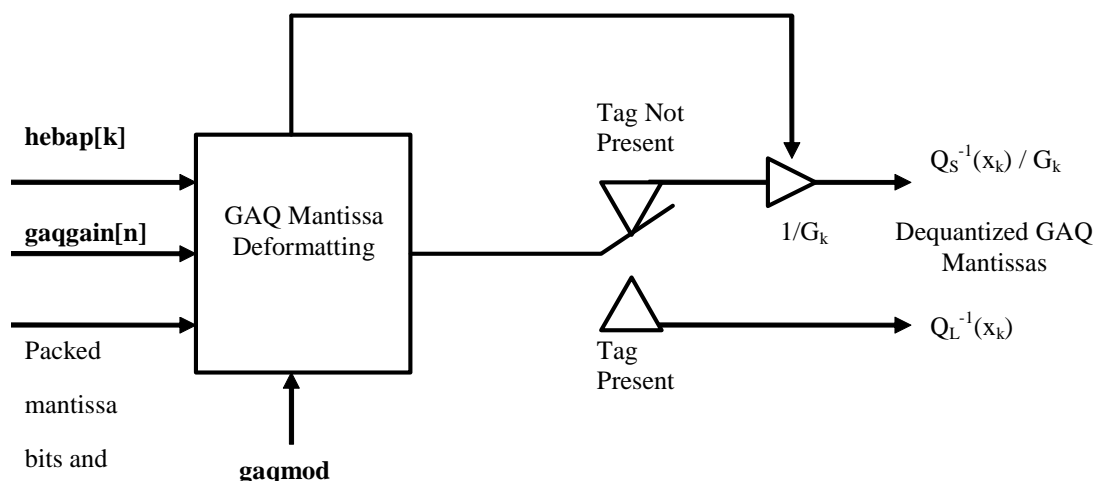 hebap[k]
gaqgain[n]
Packed
mantissa
bits and
GAQ Mantissa
Deformatting
gaqmod
Tag Not
Present
Tag
Present
1/Gk
QS-1(xk) / Gk
Dequantized GAQ
Mantissas
QL-1(xk)